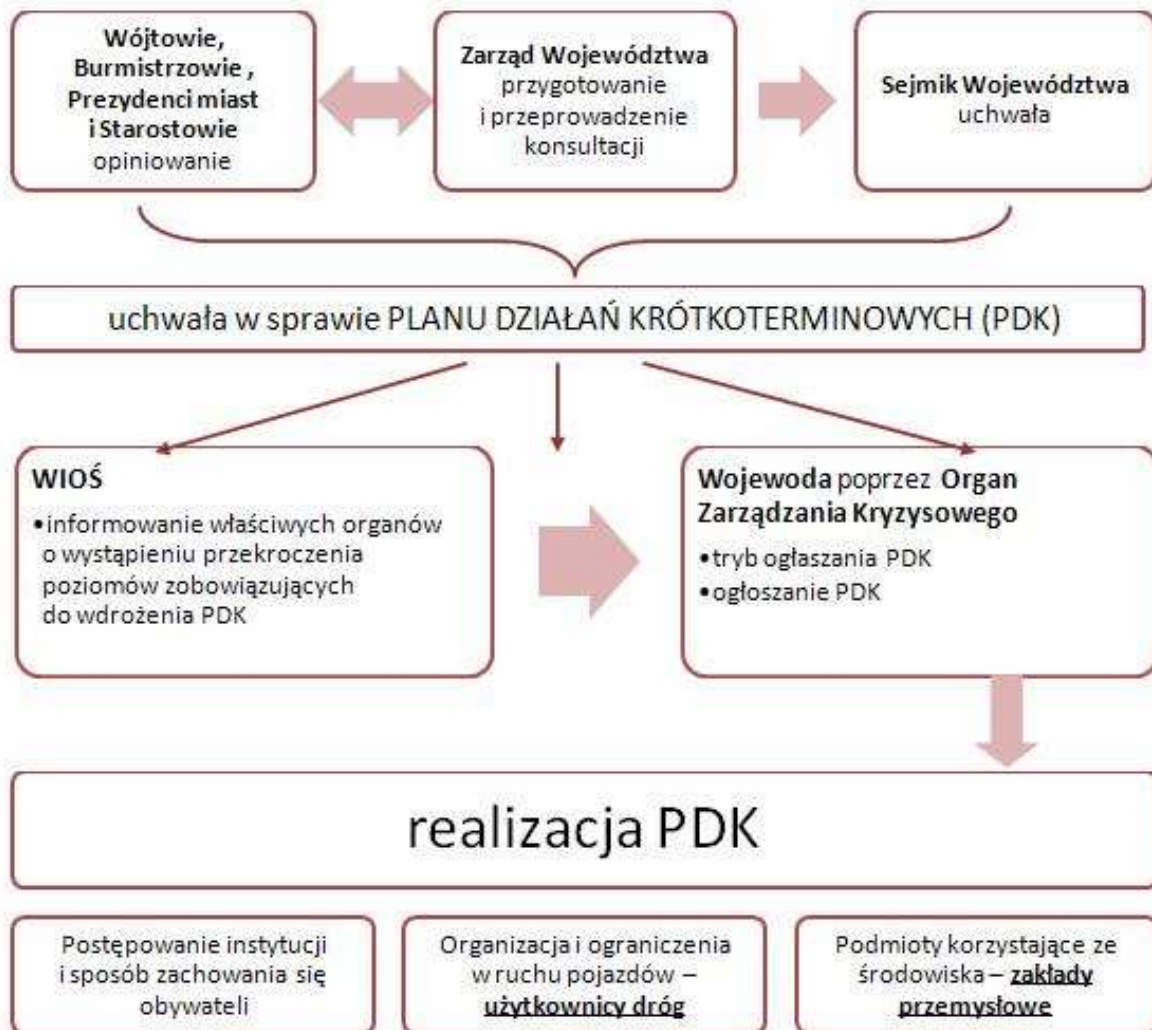 Wójtowie,
Burmistrzowie ,
Prezydenci miast
i Starostowie
opiniowanie
Zarząd Województwa
przygotowanie
i przeprowadzenie
konsultacji
Sejmik Województwa
uchwała
uchwała w sprawie PLANU DZIAŁAŃ KRÓTKOTERMINOWYCH (PDK)
WIOŚ
•informowanie właściwych organów
o wystąpieniu przekroczenia
poziomów zobowiązujących
do wdrożenia PDK
Wojewoda poprzez Organ
Zarządzania Kryzysowego
•tryb ogłaszania PDK
•ogłoszanie PDK
realizacja PDK
Postępowanie instytucji
i sposób zachowania się
obywateli
Organizacja i ograniczenia
w ruchu pojazdów –
użytkownicy dróg
Podmioty korzystające ze
środowiska – zakłady
przemysłowe